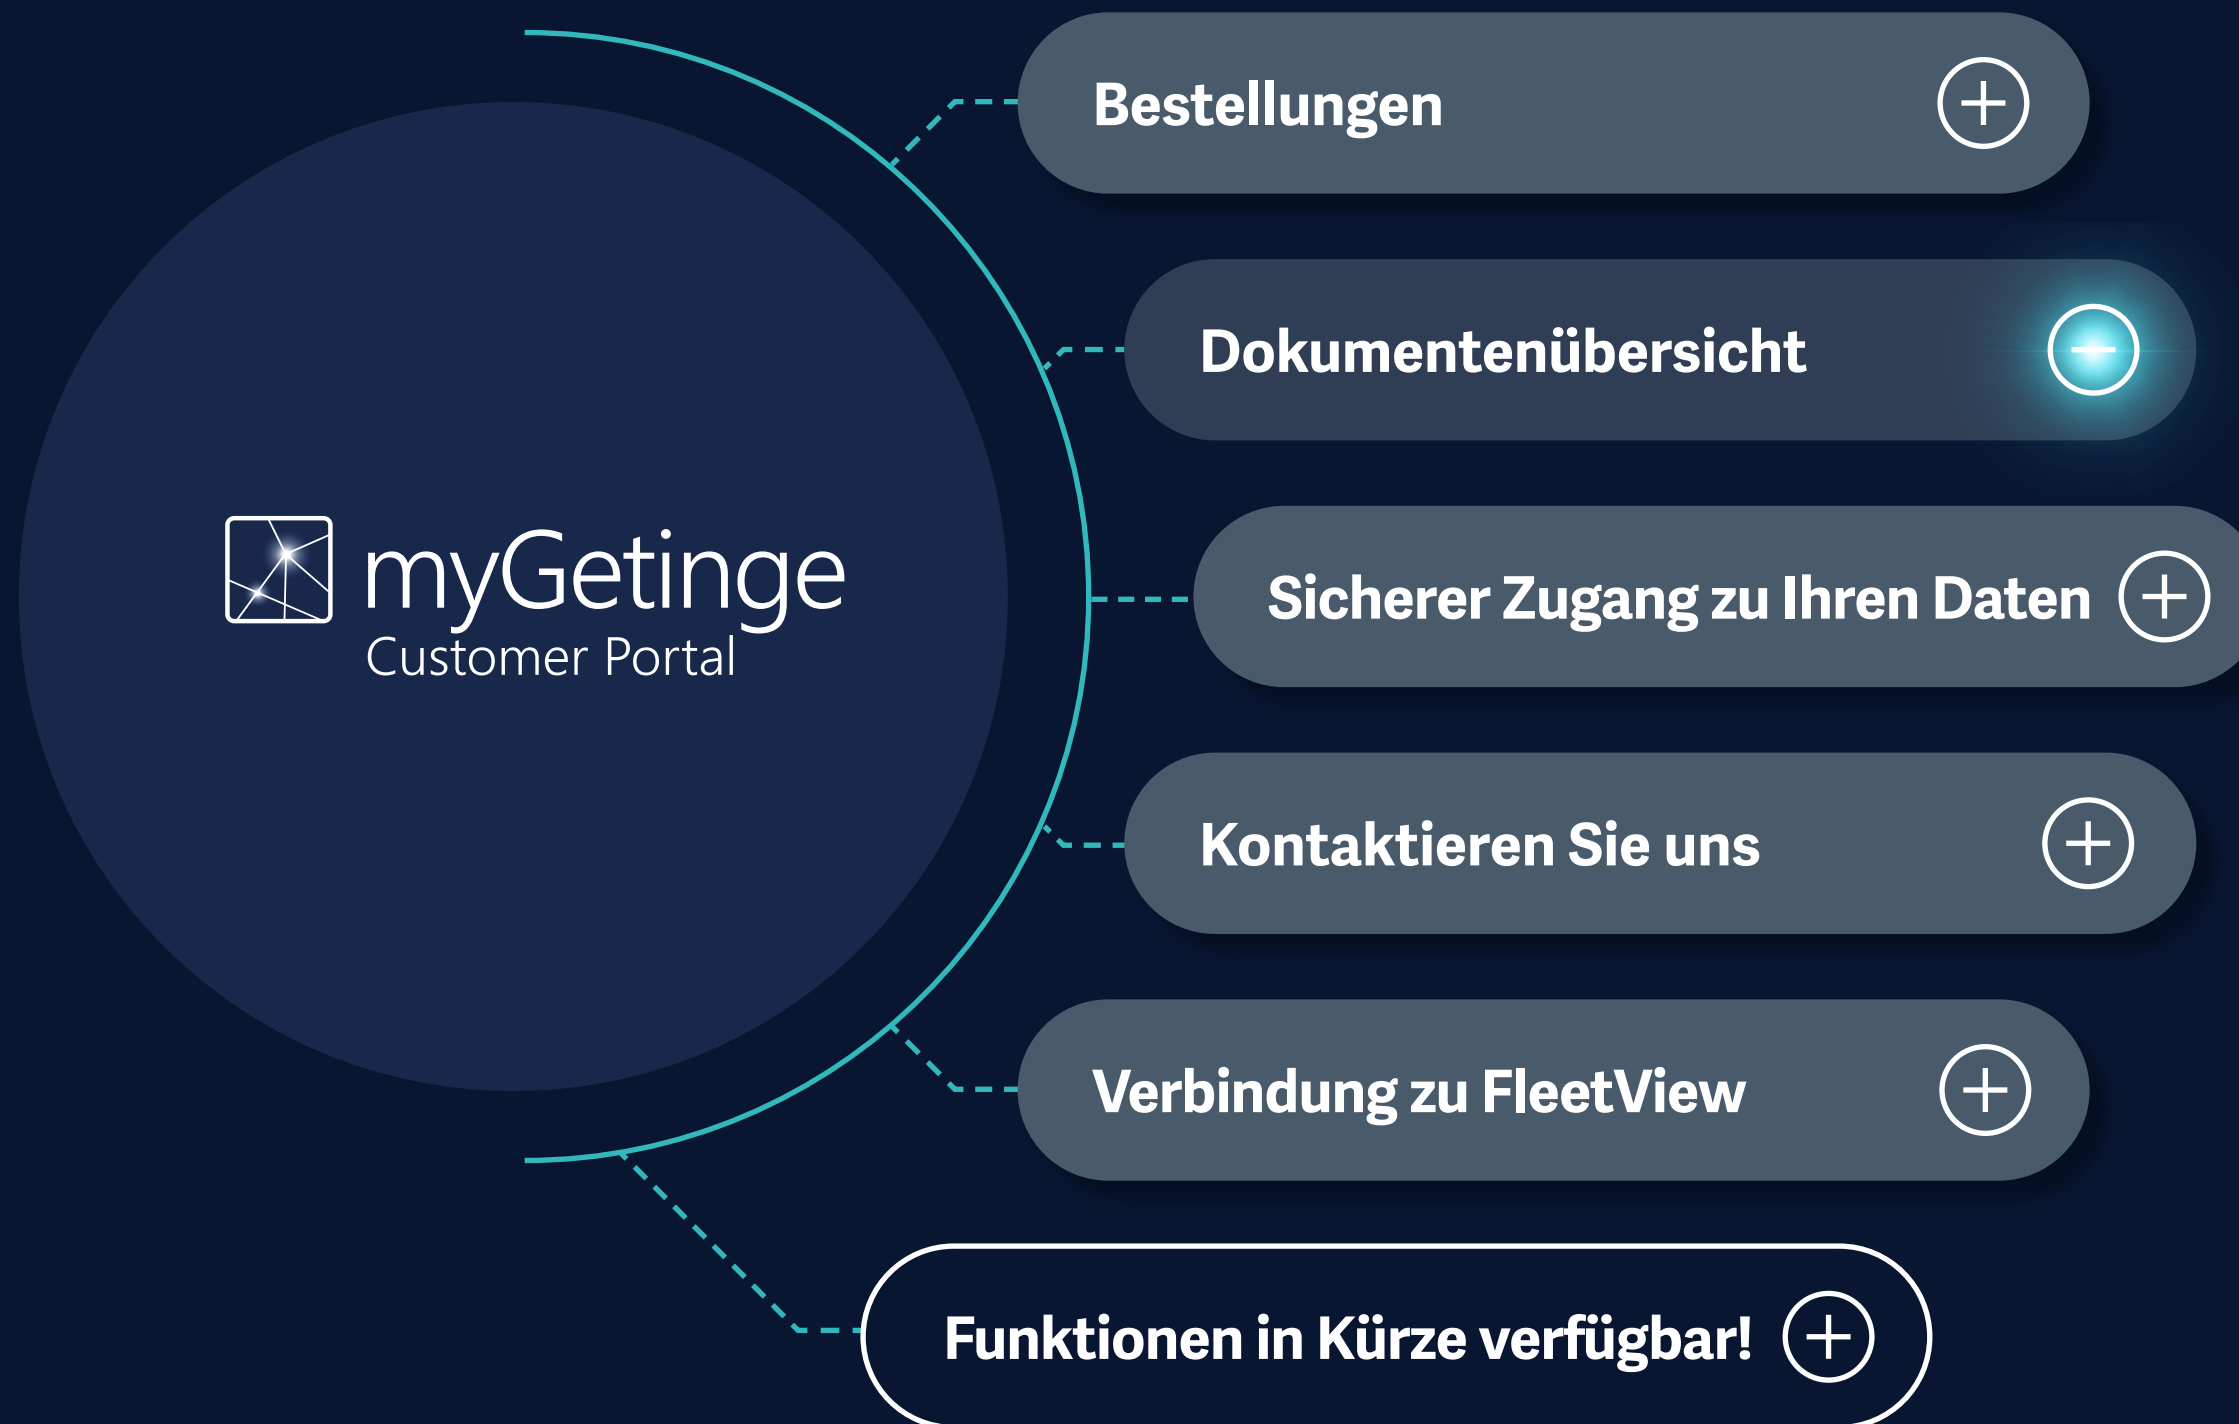 myGetinge
Customer Portal
Bestellungen
Dokumentenübersicht
Sicherer Zugang zu Ihren Daten
Kontaktieren Sie uns
Verbindung zu FleetView
Funktionen in Kürze verfügbar!